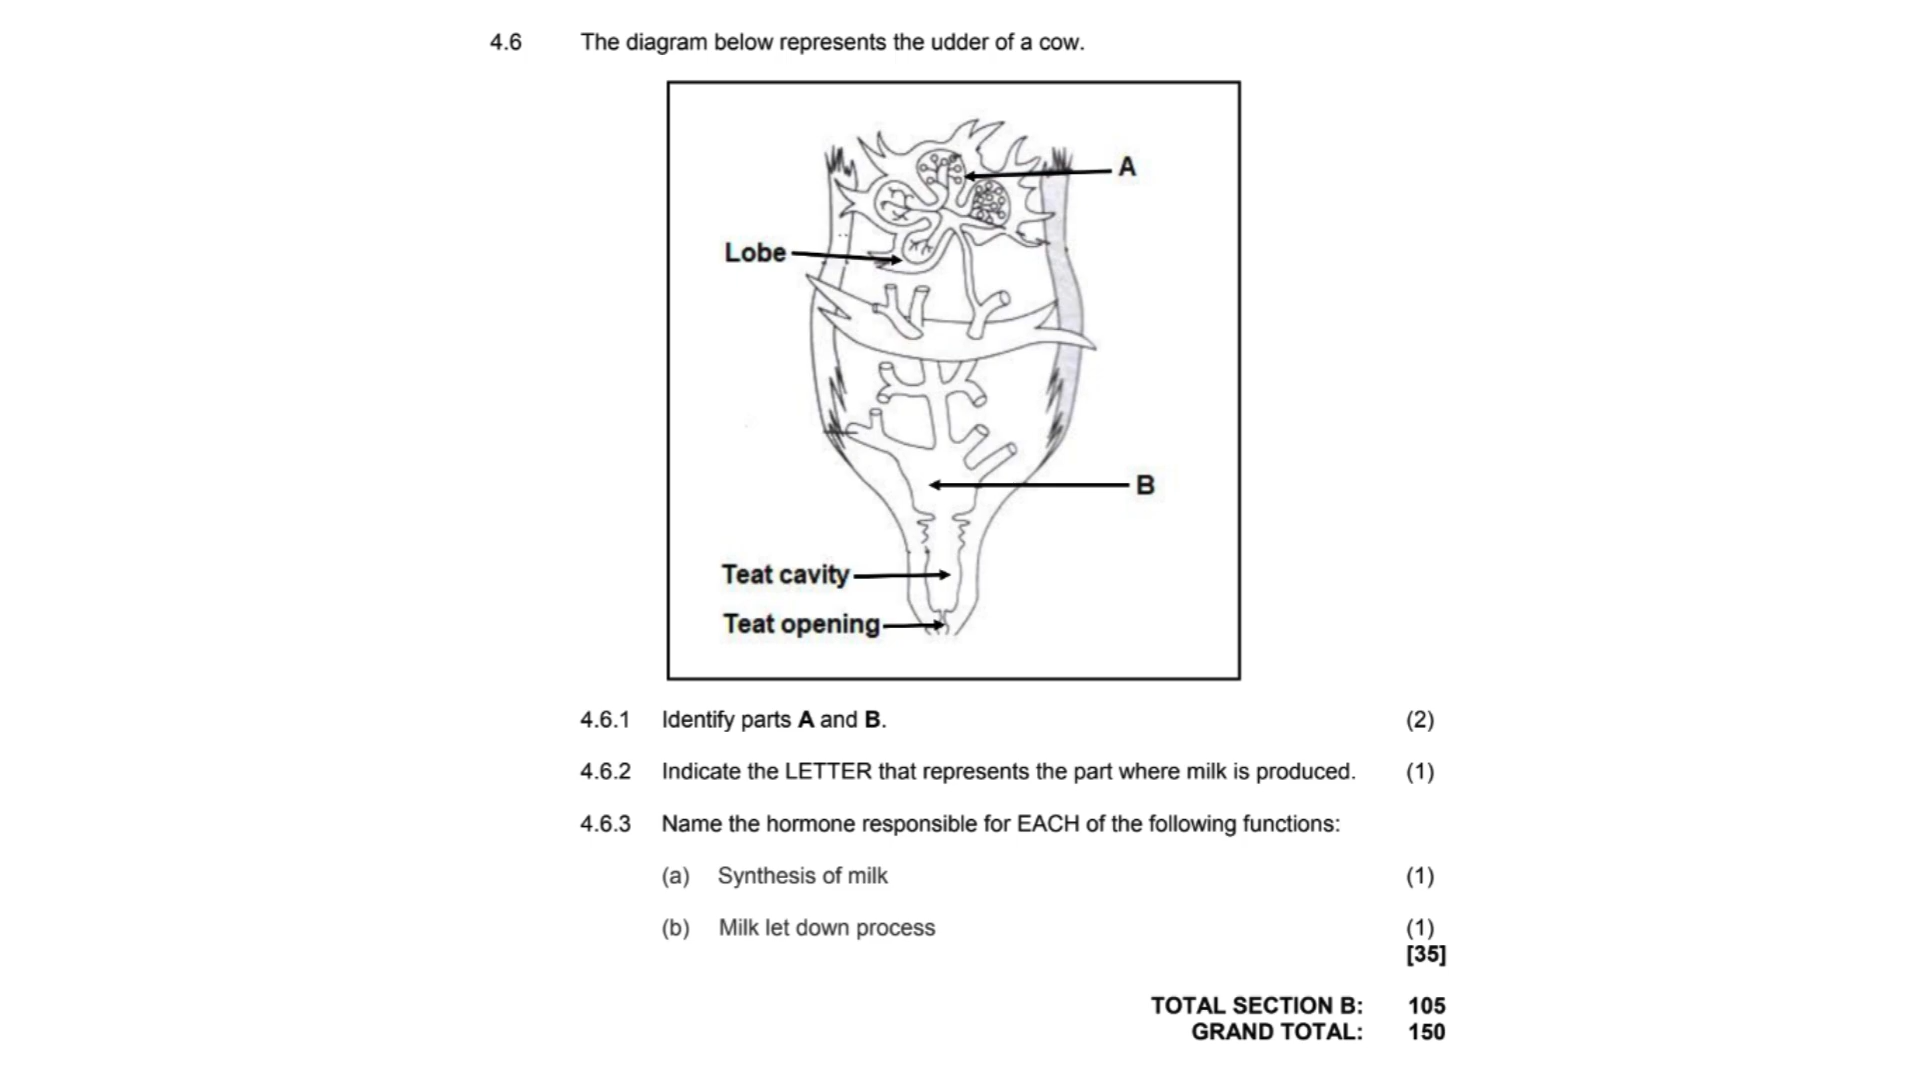 4.6 The diagram below represents the udder of a cow.
A
Lobe
B
Teat cavity
Teat opening
4.6.1 Identify parts A and B. (2)
4.6.2 Indicate the LETTER that represents the part where milk is produced. (1)
4.6.3 Name the hormone responsible for EACH of the following functions:
(a) Synthesis of milk (1)
(b) Milk let down process (1)
[35]
TOTAL SECTION B: 105
GRAND TOTAL: 150